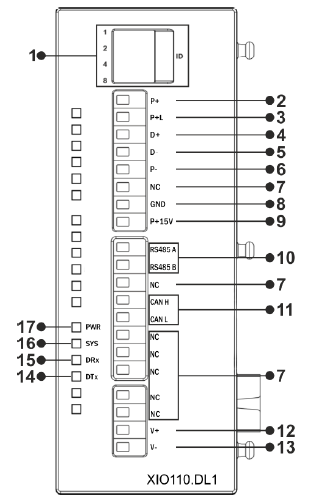 1
1
2
4
8
ID
P+ 2
P+L 3
D+ 4
D- 5
P- 6
NC 7
GND 8
P+15V 9
RS485 A
RS485 B
10
NC 7
CAN H
CAN L
11
NC
NC
NC
NC
NC
7
17 PWR
16 SYS
15 DRx
14 DTx
V+ 12
V- 13
XIO110.DL1